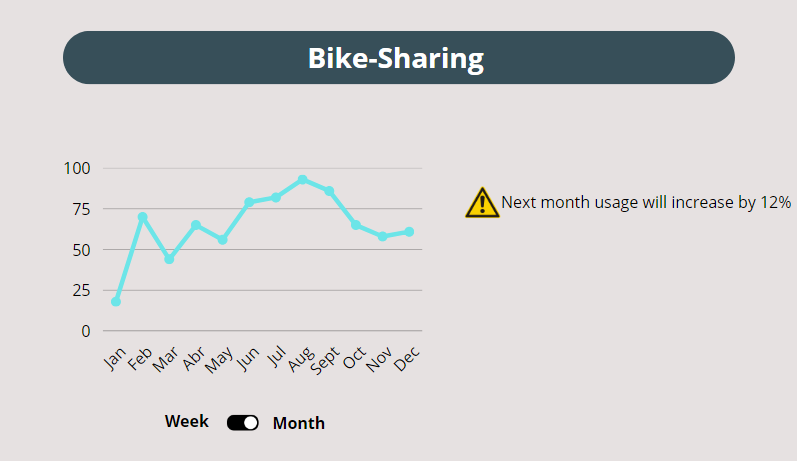 Bike-Sharing
100
75
50
25
0
Jan Feb Mar Abr May Jun Jul Aug Sept Oct Nov Dec
Next month usage will increase by 12%
Week Month